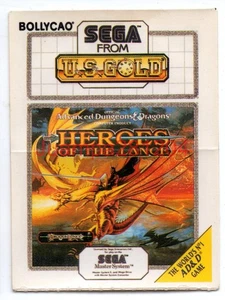 BOLLYCAO
SEGA
FROM
U.S. GOLD
Advanced Dungeons & Dragons
HEROES
OF THE LANCE
SEGA
Master System
THE WORLD'S Nº1
AD&D
GAME